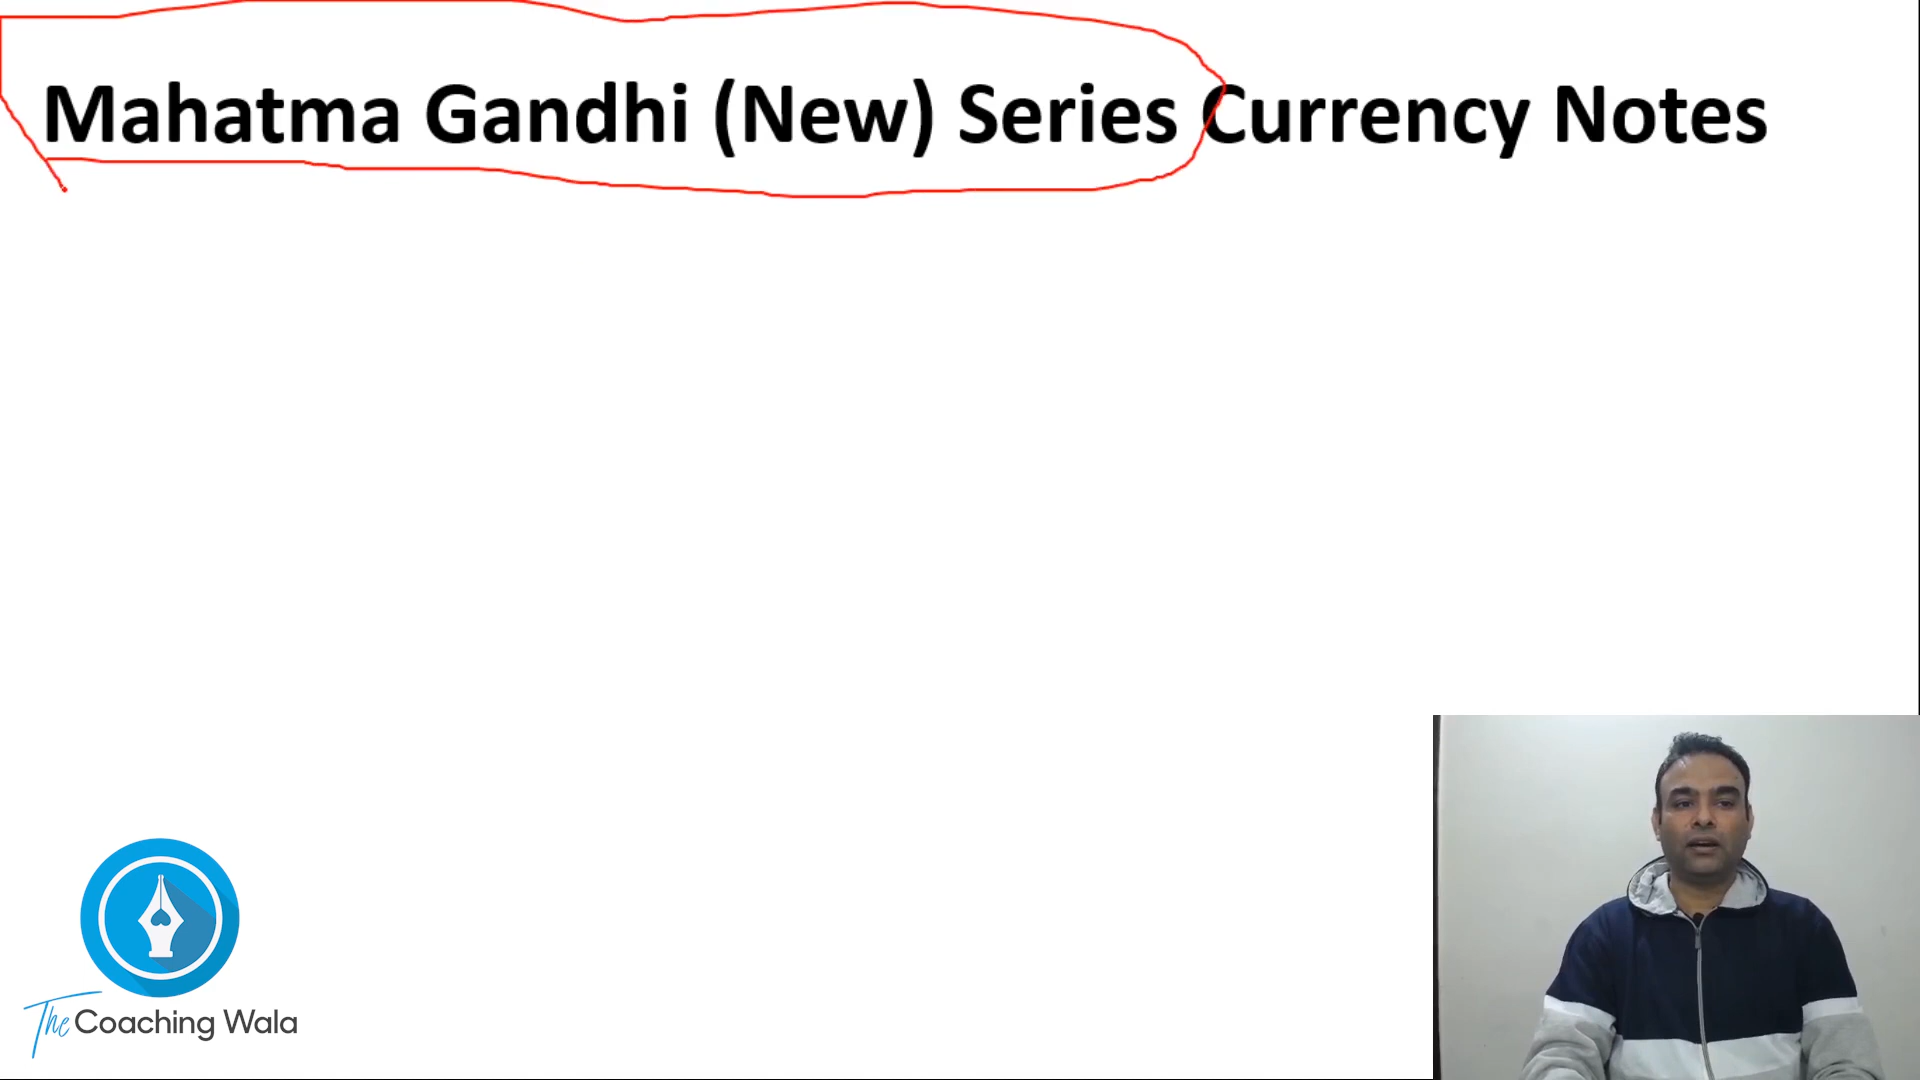 Mahatma Gandhi (New) Series Currency Notes
The Coaching Wala